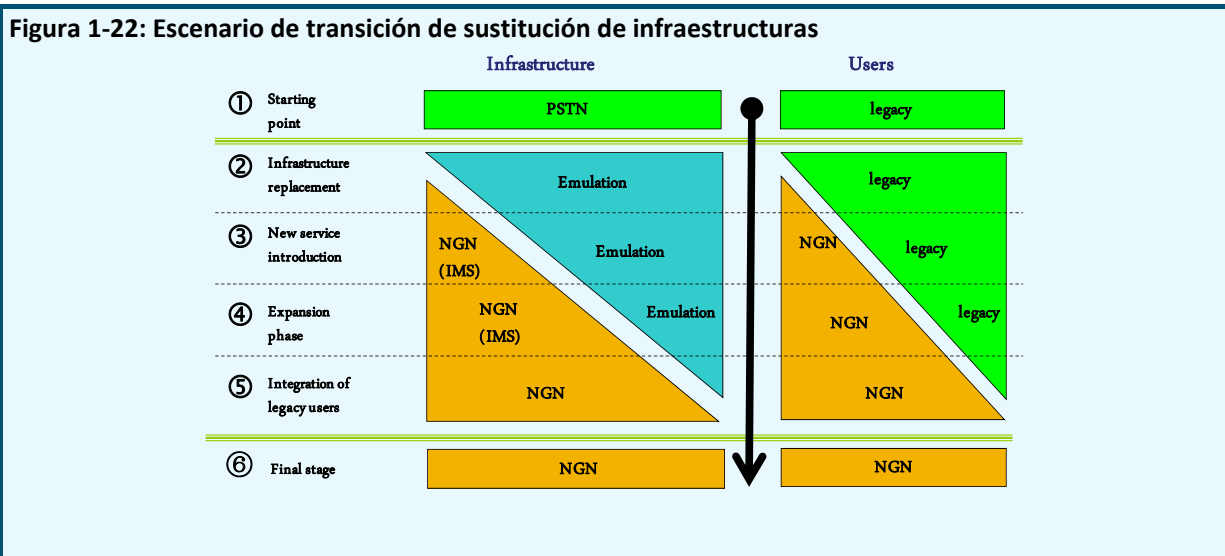 Figura 1-22: Escenario de transición de sustitución de infraestructuras
Infrastructure
Users
① Starting point
PSTN
legacy
② Infrastructure replacement
Emulation
legacy
③ New service introduction
NGN (IMS)
Emulation
NGN
legacy
④ Expansion phase
NGN (IMS)
Emulation
NGN
legacy
⑤ Integration of legacy users
NGN
NGN
⑥ Final stage
NGN
NGN